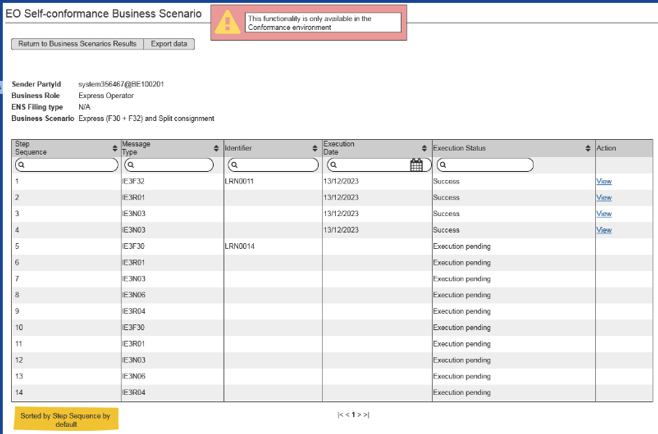 EO Self-conformance Business Scenario
This functionality is only available in the
Conformance environment
Return to Business Scenarios Results Export data
Sender PartyId system356467@BE100201
Business Role Express Operator
ENS Filing type N/A
Business Scenario Express (F30 + F32) and Split consignment
Step Sequence Message Type Identifier Execution Date Execution Status Action
1 IE3F32 LRN0011 13/12/2023 Success View
2 IE3R01 13/12/2023 Success View
3 IE3N03 13/12/2023 Success View
4 IE3N03 13/12/2023 Success View
5 IE3F30 LRN0014 Execution pending
6 IE3R01 Execution pending
7 IE3N03 Execution pending
8 IE3N06 Execution pending
9 IE3R04 Execution pending
10 IE3F30 Execution pending
11 IE3R01 Execution pending
12 IE3N03 Execution pending
13 IE3N06 Execution pending
14 IE3R04 Execution pending
Sorted by Step Sequence by
default
|< < 1 > >|